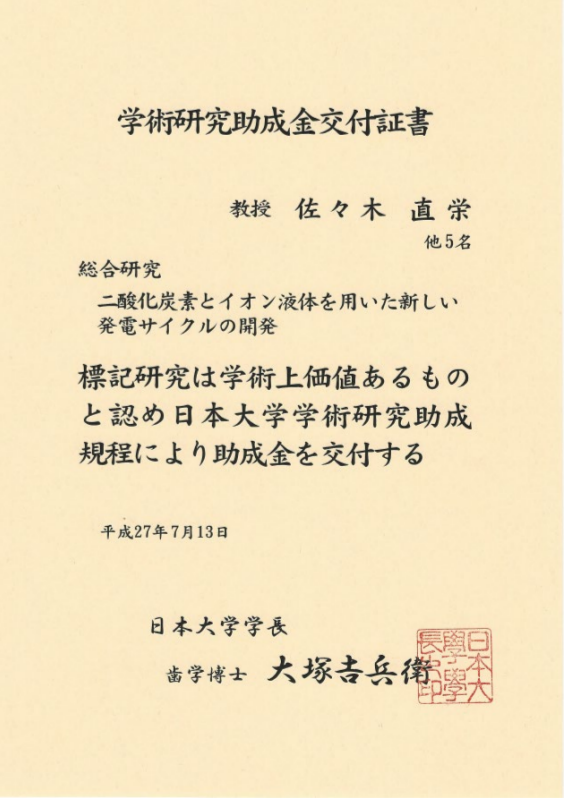 学術研究助成金交付証書
教授 佐々木 直栄
他5名
総合研究
二酸化炭素とイオン液体を用いた新しい
発電サイクルの開発
標記研究は学術上価値あるもの
と認め日本大学学術研究助成
規程により助成金を交付する
平成27年7月13日
日本大学学長
歯学博士 大塚吉兵衛
日本大
學學
長之印